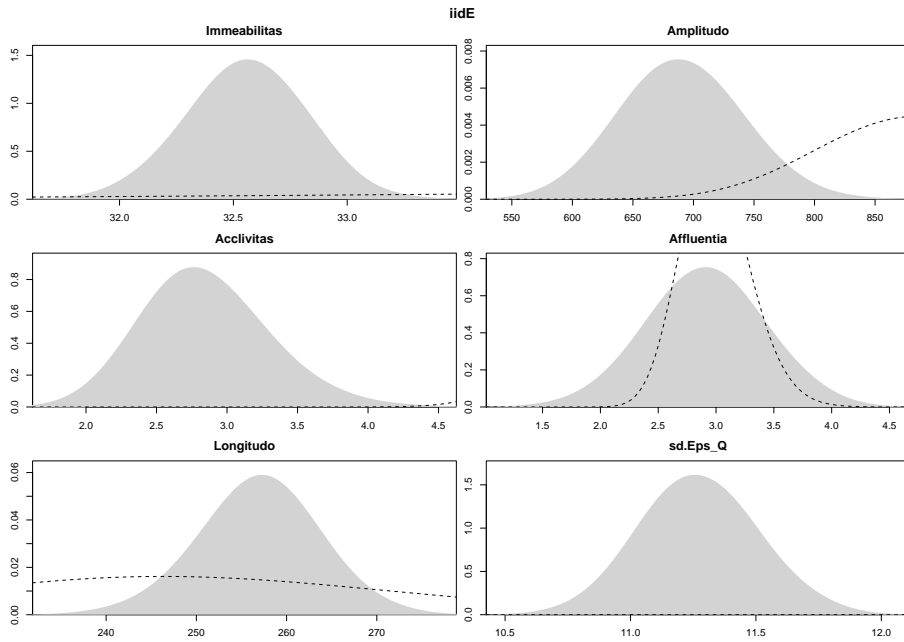 iidE
Immeabilitas
Amplitudo
0.0 0.5 1.0 1.5
32.0 32.5 33.0
0.000 0.002 0.004 0.006 0.008
550 600 650 700 750 800 850
Acclivitas
Affluentia
0.0 0.2 0.4 0.6 0.8
2.0 2.5 3.0 3.5 4.0 4.5
0.0 0.2 0.4 0.6 0.8
1.5 2.0 2.5 3.0 3.5 4.0 4.5
Longitudo
sd.Eps_Q
0.00 0.02 0.04 0.06
240 250 260 270
0.0 0.5 1.0 1.5
10.5 11.0 11.5 12.0